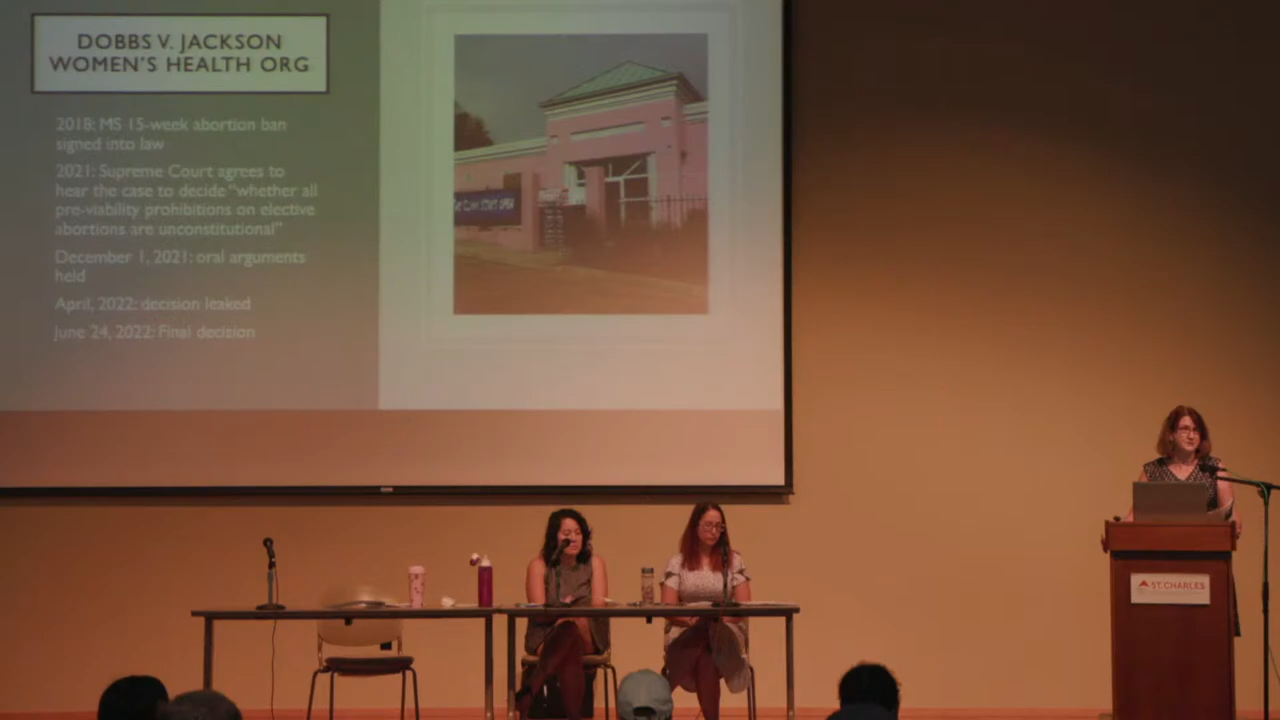 DOBBS V. JACKSON
WOMEN'S HEALTH ORG
2018: MS 15-week abortion ban
signed into law
2021: Supreme Court agrees to
hear the case to decide "whether all
pre-viability prohibitions on elective
abortions are unconstitutional"
December 1, 2021: oral arguments
held
April, 2022: decision leaked
June 24, 2022: Final decision
STAYS OPEN
ST. CHARLES